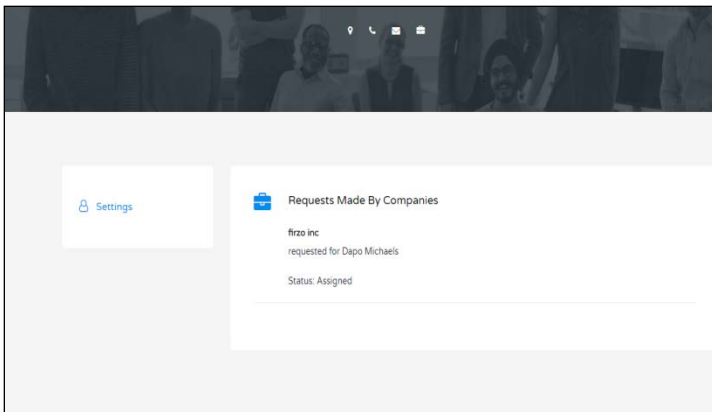 Settings
Requests Made By Companies
firzo inc
requested for Dapo Michaels
Status: Assigned